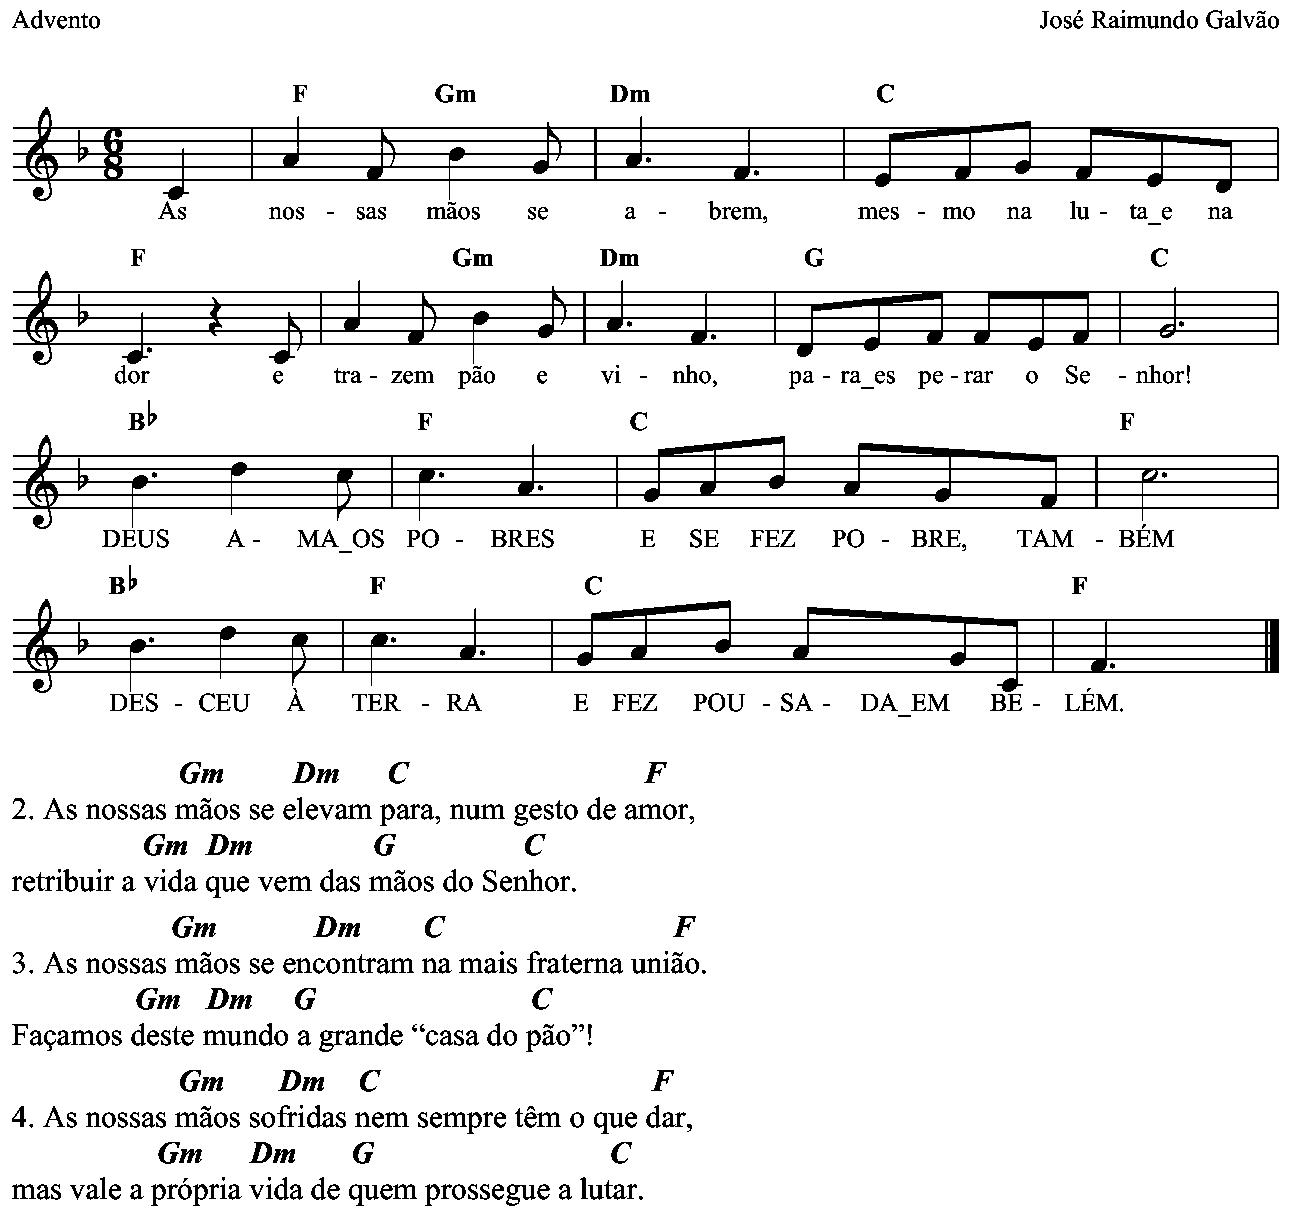 Advento José Raimundo Galvão
F Gm Dm C
As nos - sas mãos se a - brem, mes - mo na lu - ta_e na
F Gm Dm G C
dor e tra - zem pão e vi - nho, pa - ra_es pe - rar o Se - nhor!
B♭ F C F
DEUS A - MA_OS PO - BRES E SE FEZ PO - BRE, TAM - BÉM
B♭ F C F
DES - CEU À TER - RA E FEZ POU - SA - DA_EM BE - LÉM.
Gm Dm C F
2. As nossas mãos se elevam para, num gesto de amor,
Gm Dm G C
retribuir a vida que vem das mãos do Senhor.
Gm Dm C F
3. As nossas mãos se encontram na mais fraterna união.
Gm Dm G C
Façamos deste mundo a grande “casa do pão”!
Gm Dm C F
4. As nossas mãos sofridas nem sempre têm o que dar,
Gm Dm G C
mas vale a própria vida de quem prossegue a lutar.